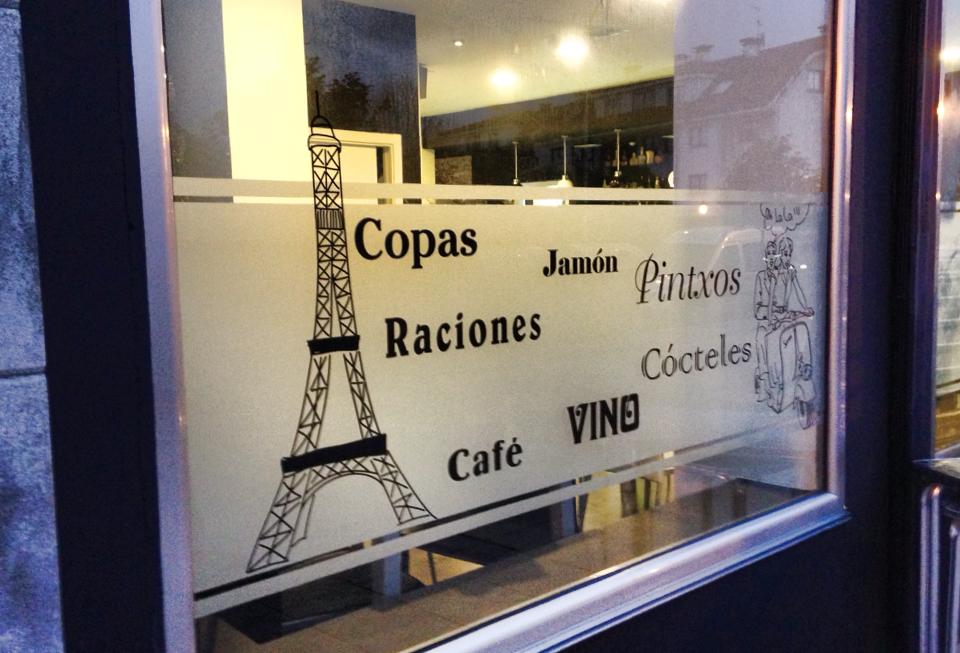 Copas
Jamón
Pintxos
Raciones
Cócteles
VINO
Café